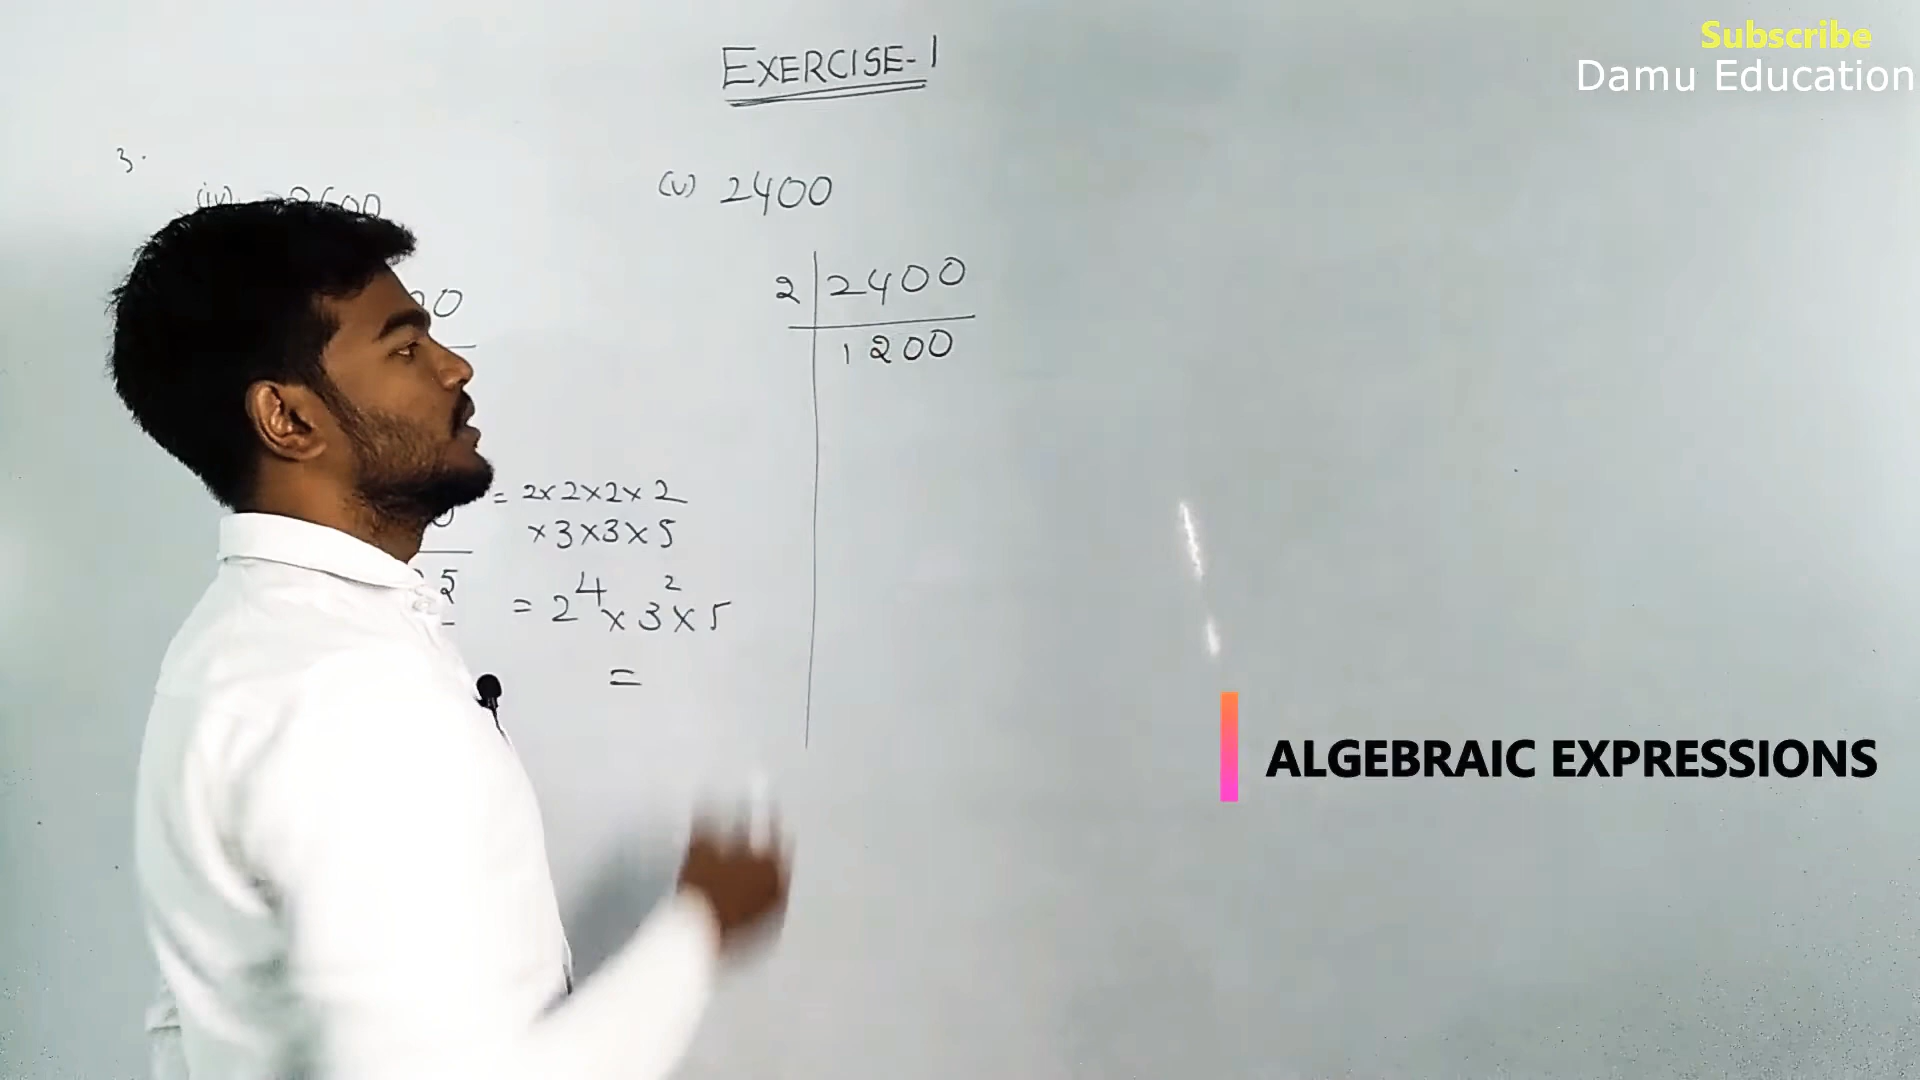 Subscribe
Damu Education
EXERCISE-1
3.
(iv)
(v) 2400
2 2400
1200
= 2×2×2×2
×3×3×5
= 2⁴×3²×5
=
ALGEBRAIC EXPRESSIONS